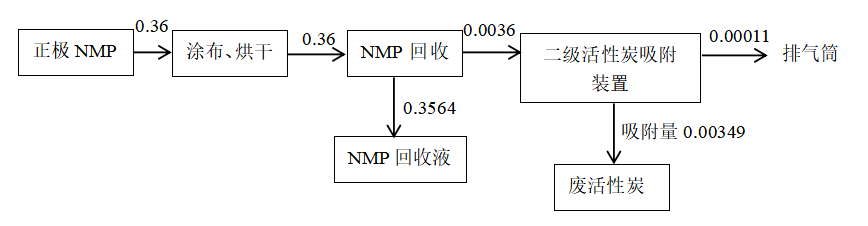 0.36
0.36
0.0036
0.00011
正极 NMP
涂布、烘干
NMP 回收
二级活性炭吸附
装置
排气筒
0.3564
吸附量 0.00349
NMP 回收液
废活性炭